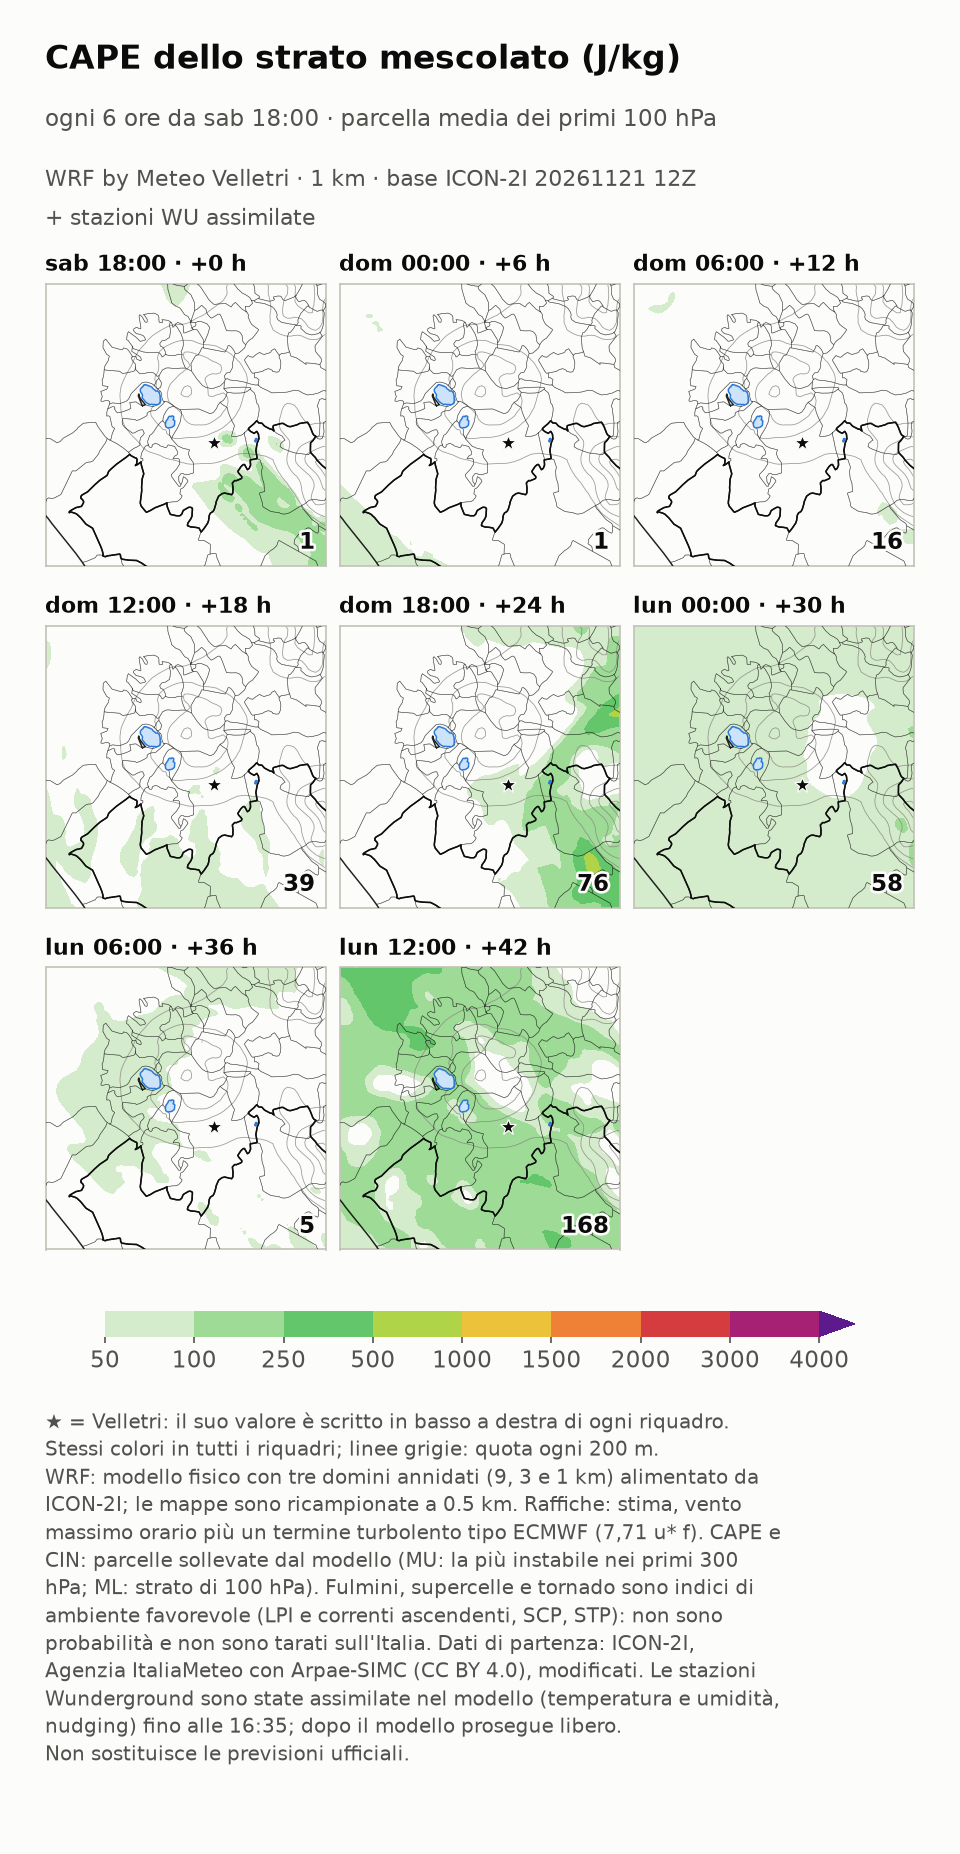 CAPE dello strato mescolato (J/kg)
ogni 6 ore da sab 18:00 · parcella media dei primi 100 hPa
WRF by Meteo Velletri · 1 km · base ICON-2I 20261121 12Z
+ stazioni WU assimilate
sab 18:00 · +0 h
dom 00:00 · +6 h
dom 06:00 · +12 h
1
1
16
dom 12:00 · +18 h
dom 18:00 · +24 h
lun 00:00 · +30 h
39
76
58
lun 06:00 · +36 h
lun 12:00 · +42 h
5
168
50 100 250 500 1000 1500 2000 3000 4000
★ = Velletri: il suo valore è scritto in basso a destra di ogni riquadro.
Stessi colori in tutti i riquadri; linee grigie: quota ogni 200 m.
WRF: modello fisico con tre domini annidati (9, 3 e 1 km) alimentato da
ICON-2I; le mappe sono ricampionate a 0.5 km. Raffiche: stima, vento
massimo orario più un termine turbolento tipo ECMWF (7,71 u* f). CAPE e
CIN: parcelle sollevate dal modello (MU: la più instabile nei primi 300
hPa; ML: strato di 100 hPa). Fulmini, supercelle e tornado sono indici di
ambiente favorevole (LPI e correnti ascendenti, SCP, STP): non sono
probabilità e non sono tarati sull'Italia. Dati di partenza: ICON-2I,
Agenzia ItaliaMeteo con Arpae-SIMC (CC BY 4.0), modificati. Le stazioni
Wunderground sono state assimilate nel modello (temperatura e umidità,
nudging) fino alle 16:35; dopo il modello prosegue libero.
Non sostituisce le previsioni ufficiali.